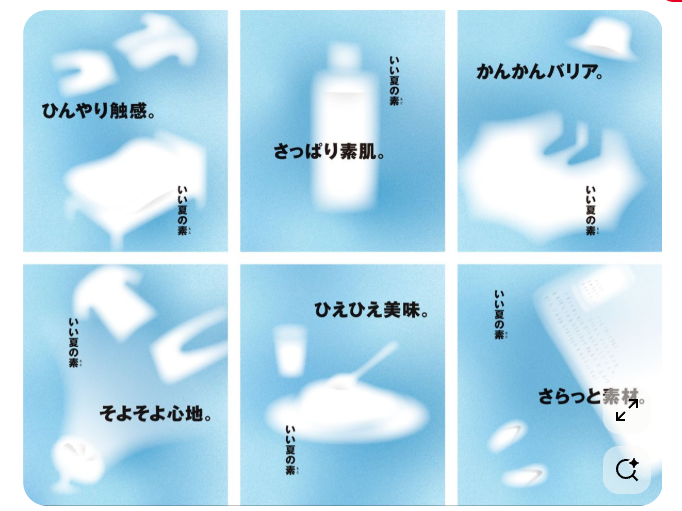 ひんやり触感。
いい夏の素
いい夏の素
さっぱり素肌。
かんかんバリア。
いい夏の素
いい夏の素
そよそよ心地。
ひえひえ美味。
いい夏の素
いい夏の素
さらっと素材。